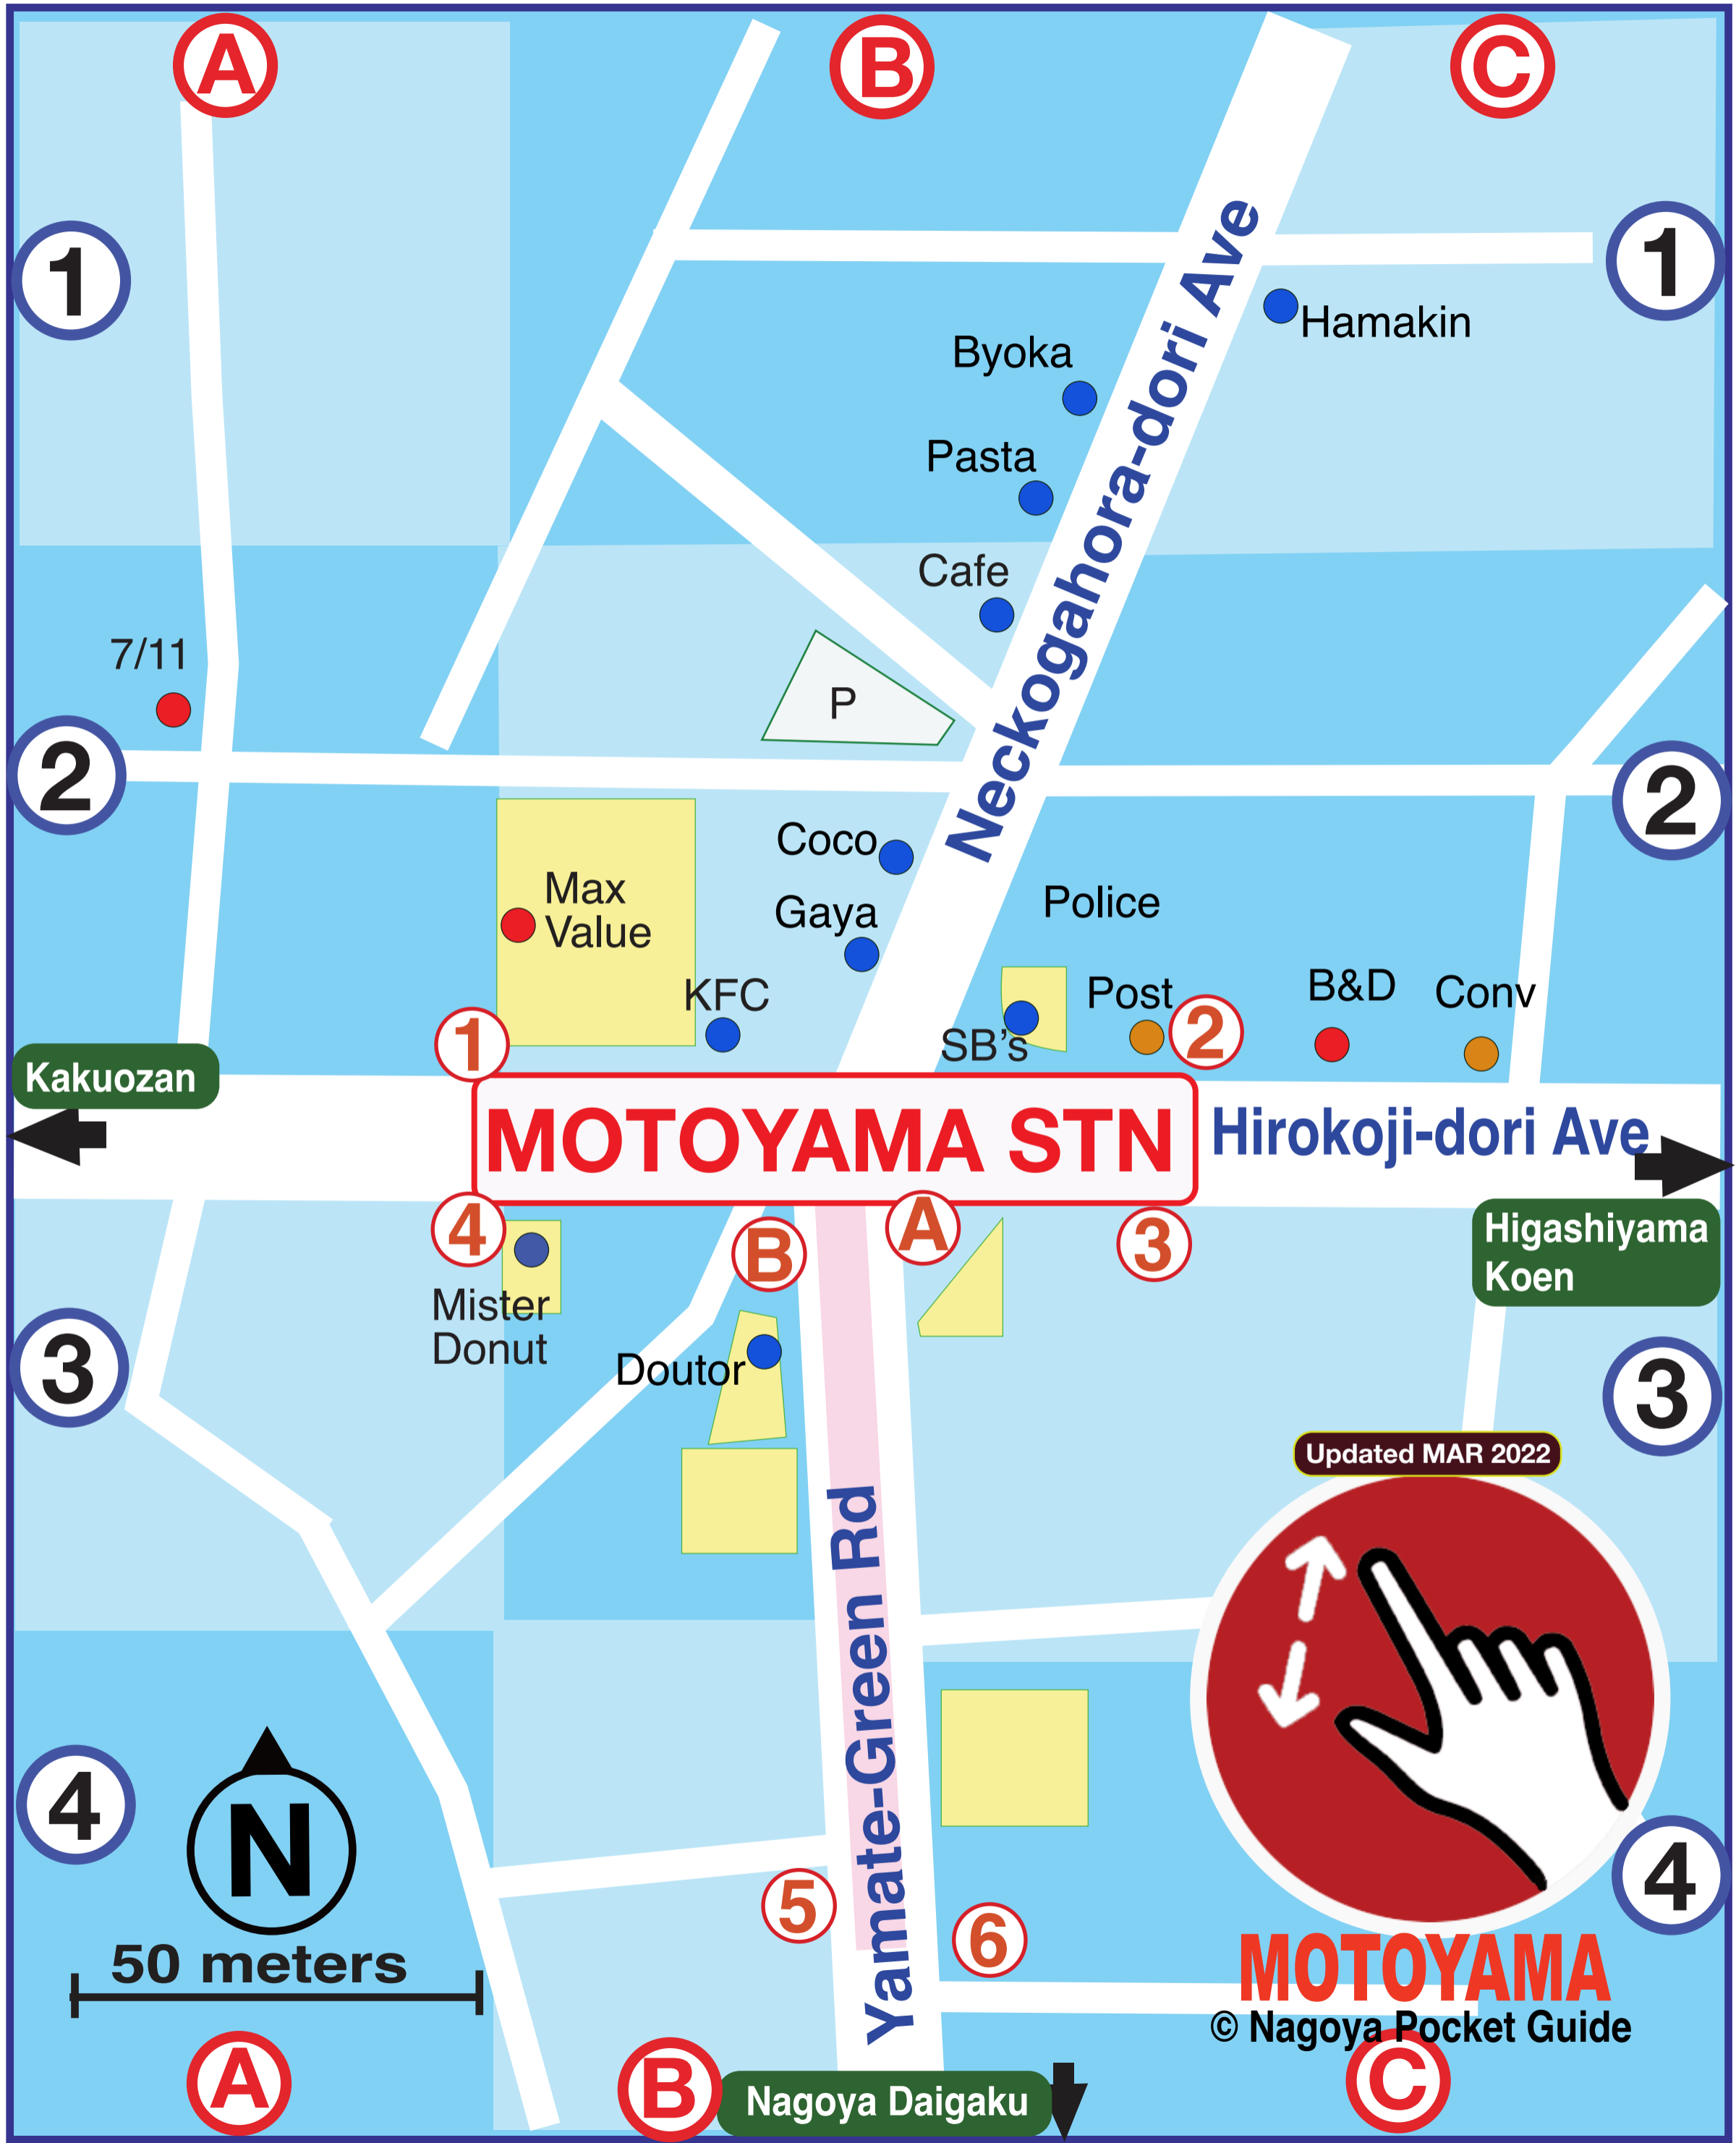 A
B
C
1
1
Neckogahora-dori Ave
Hamakin
Byoka
Pasta
Cafe
7/11
P
2
2
Coco
Max
Value
Gaya
Police
KFC
Post
B&D
Conv
1
SB's
2
Kakuozan
MOTOYAMA STN
Hirokoji-dori Ave
4
B
A
3
Higashiyama
Koen
Mister
Donut
Doutor
3
3
Updated MAR 2022
Yamate-Green Rd
4
N
50 meters
5
6
4
MOTOYAMA
© Nagoya Pocket Guide
A
B
Nagoya Daigaku
C